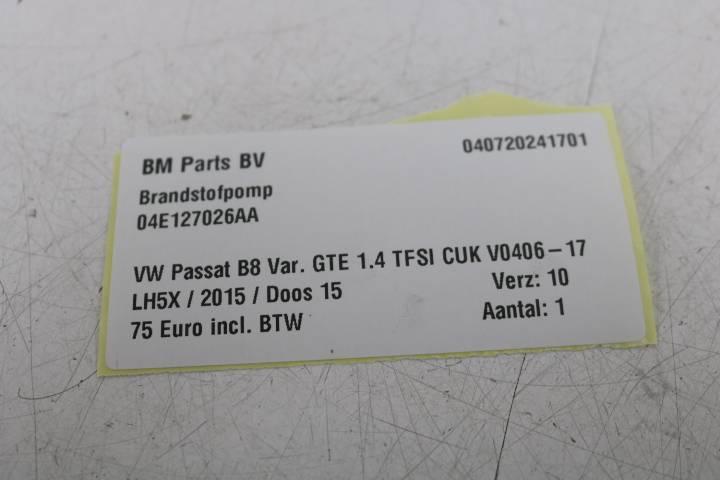 BM Parts BV 040720241701
Brandstofpomp
04E127026AA
VW Passat B8 Var. GTE 1.4 TFSI CUK V0406-17
LH5X / 2015 / Doos 15 Verz: 10
75 Euro incl. BTW Aantal: 1